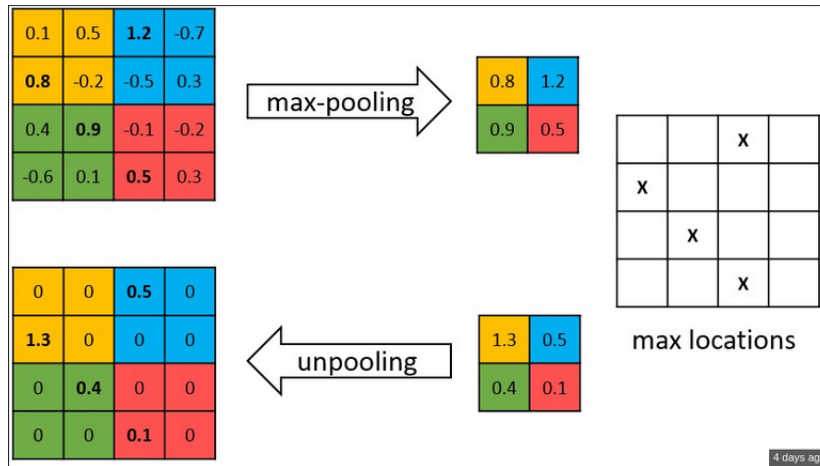 0.1 0.5 1.2 -0.7
0.8 -0.2 -0.5 0.3
0.4 0.9 -0.1 -0.2
-0.6 0.1 0.5 0.3
max-pooling
0.8 1.2
0.9 0.5
X
X
X
X
max locations
0 0 0.5 0
1.3 0 0 0
0 0.4 0 0
0 0 0.1 0
unpooling
1.3 0.5
0.4 0.1
4 days ag